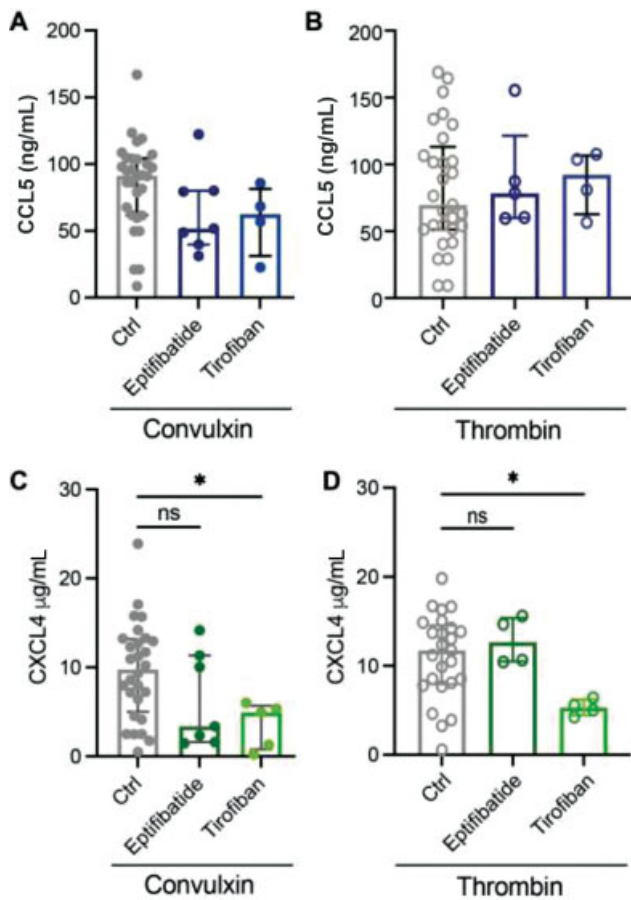 A
CCL5 (ng/mL)
200
150
100
50
0
Ctrl
Eptifibatide
Tirofiban
Convulxin
B
CCL5 (ng/mL)
200
150
100
50
0
Ctrl
Eptifibatide
Tirofiban
Thrombin
C
CXCL4 µg/mL
30
20
10
0
*
ns
Ctrl
Eptifibatide
Tirofiban
Convulxin
D
CXCL4 µg/mL
30
20
10
0
*
ns
Ctrl
Eptifibatide
Tirofiban
Thrombin